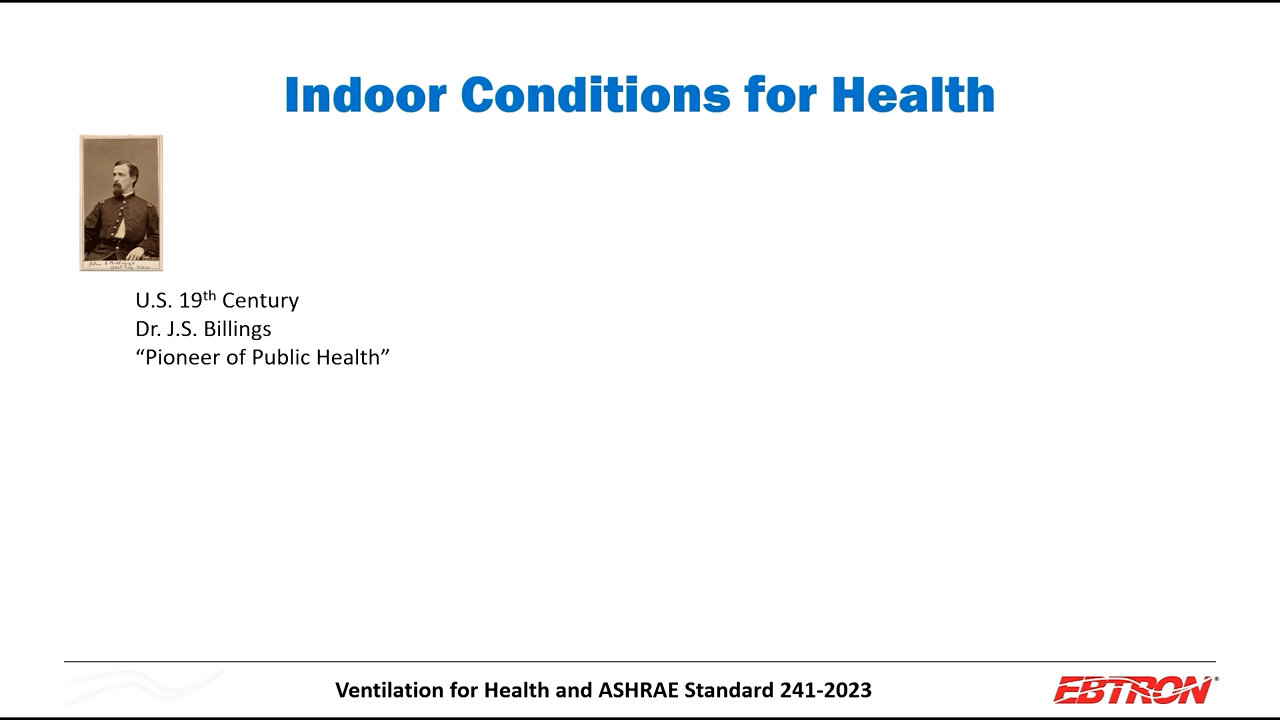 Indoor Conditions for Health
U.S. 19th Century
Dr. J.S. Billings
“Pioneer of Public Health”
Ventilation for Health and ASHRAE Standard 241-2023
EBTRON®